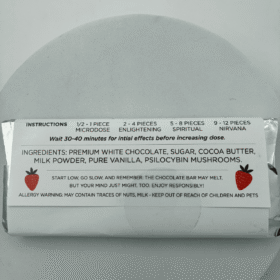 INSTRUCTIONS 1/2 - 1 PIECE 2 - 4 PIECES 5 - 8 PIECES 9 - 12 PIECES
MICRODOSE ENLIGHTENING SPIRITUAL NIRVANA
Wait 30-40 minutes for intial effects before increasing dose.
INGREDIENTS: PREMIUM WHITE CHOCOLATE, SUGAR, COCOA BUTTER,
MILK POWDER, PURE VANILLA, PSILOCYBIN MUSHROOMS.
START LOW, GO SLOW, AND REMEMBER: THE CHOCOLATE BAR MAY MELT,
BUT YOUR MIND JUST MIGHT, TOO. ENJOY RESPONSIBLY!
ALLERGY WARNING: MAY CONTAIN TRACES OF NUTS, MILK - KEEP OUT OF REACH OF CHILDREN AND PETS